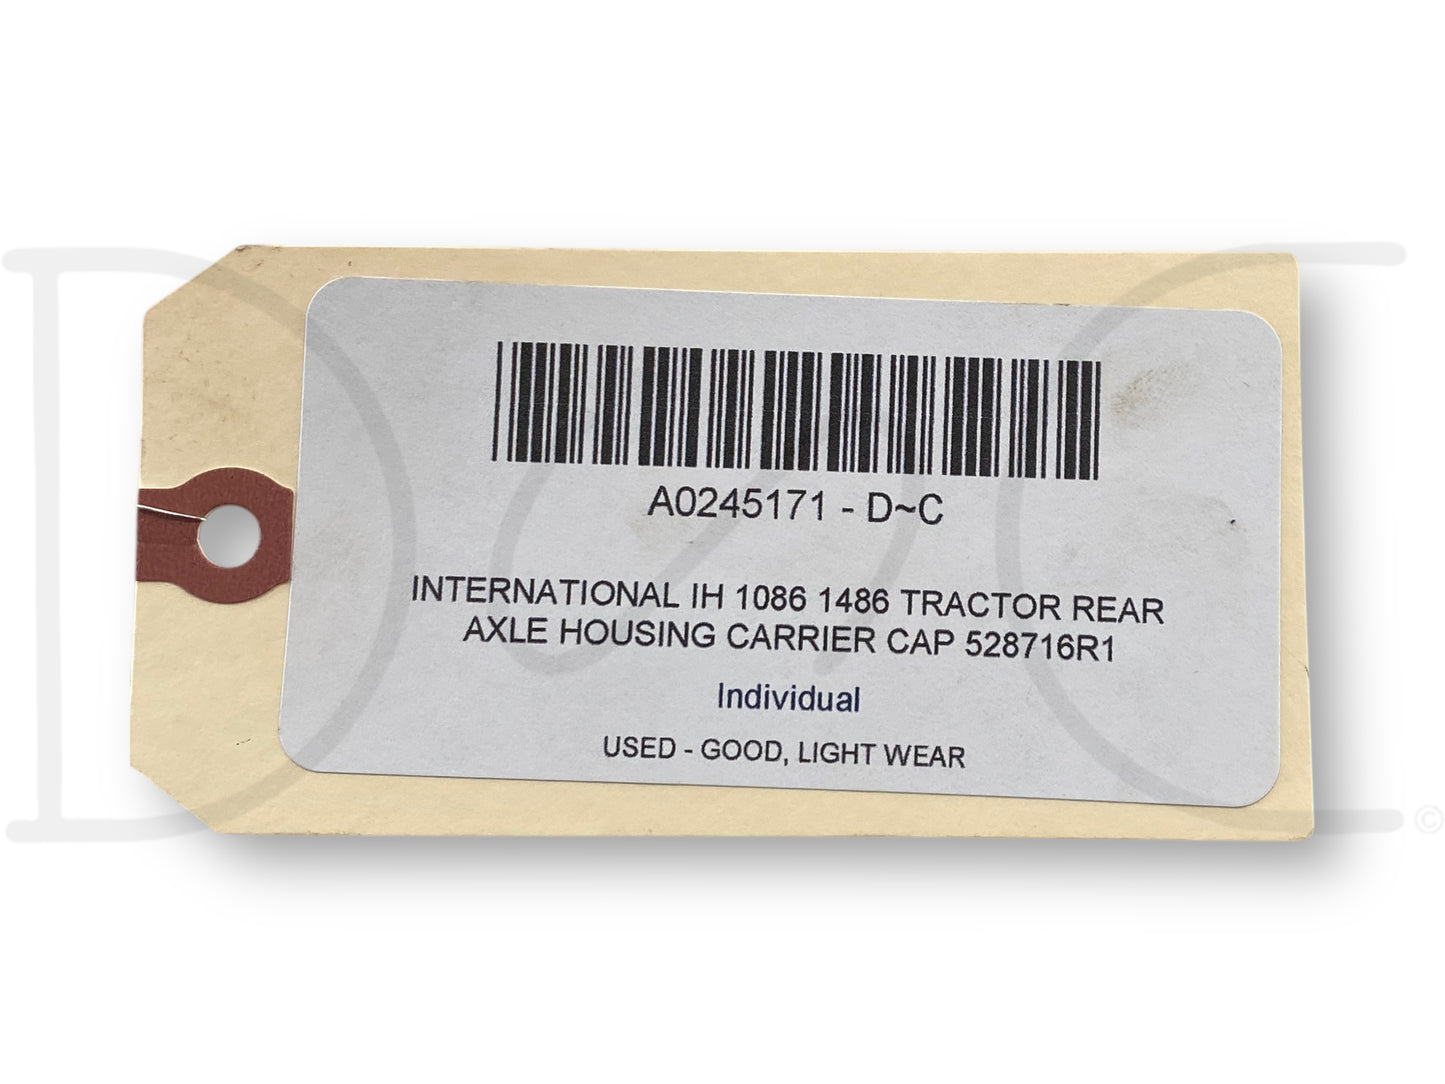 A0245171 - D~C
INTERNATIONAL IH 1086 1486 TRACTOR REAR
AXLE HOUSING CARRIER CAP 528716R1
Individual
USED - GOOD, LIGHT WEAR
D~C
©